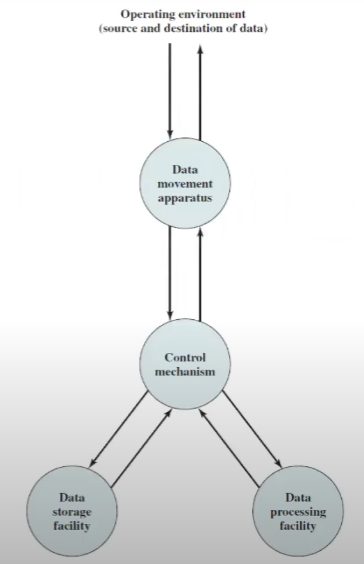 Operating environment
(source and destination of data)
Data
movement
apparatus
Control
mechanism
Data
storage
facility
Data
processing
facility